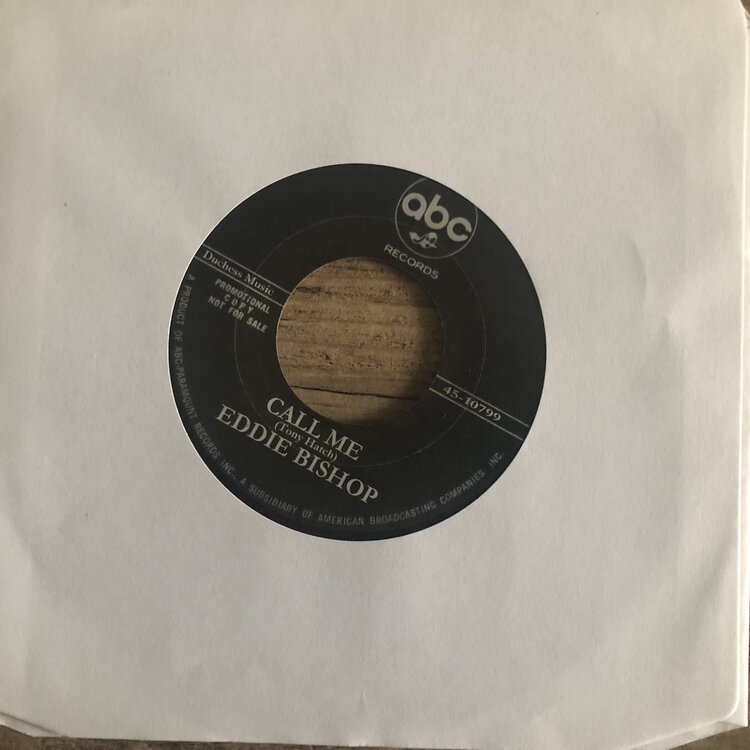 abc
RECORDS
Duchess Music
PROMOTIONAL
COPY
NOT FOR SALE
45-10799
CALL ME
(Tony Hatch)
EDDIE BISHOP
A PRODUCT OF ABC-PARAMOUNT RECORDS INC., A SUBSIDIARY OF AMERICAN BROADCASTING COMPANIES INC.